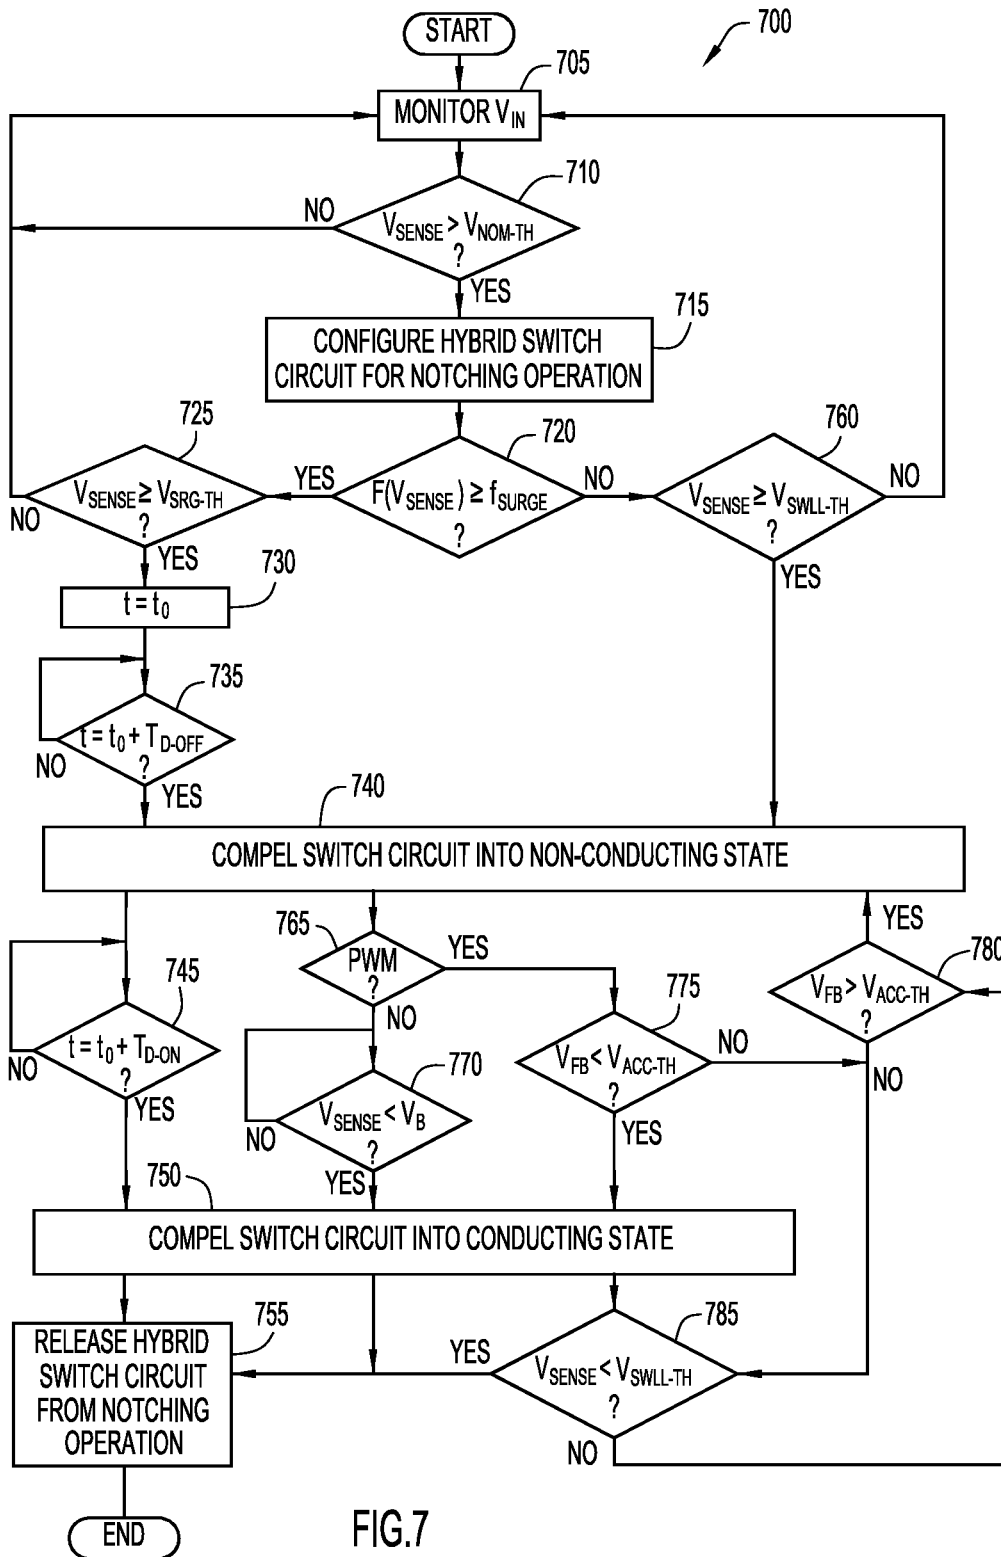 START
700
705
MONITOR V_IN
710
NO
V_SENSE > V_NOM-TH
?
YES
715
CONFIGURE HYBRID SWITCH
CIRCUIT FOR NOTCHING OPERATION
725
720
760
V_SENSE ≥ V_SRG-TH
?
NO
YES
YES
F(V_SENSE) ≥ f_SURGE
?
NO
V_SENSE ≥ V_SWLL-TH
?
NO
YES
730
t = t_0
735
t = t_0 + T_D-OFF
?
NO
YES
740
COMPEL SWITCH CIRCUIT INTO NON-CONDUCTING STATE
745
t = t_0 + T_D-ON
?
NO
YES
765
PWM
?
YES
NO
770
V_SENSE < V_B
?
NO
YES
775
V_FB < V_ACC-TH
?
NO
YES
YES
780
V_FB > V_ACC-TH
?
NO
750
COMPEL SWITCH CIRCUIT INTO CONDUCTING STATE
755
RELEASE HYBRID
SWITCH CIRCUIT
FROM NOTCHING
OPERATION
785
YES
V_SENSE < V_SWLL-TH
?
NO
END
FIG.7